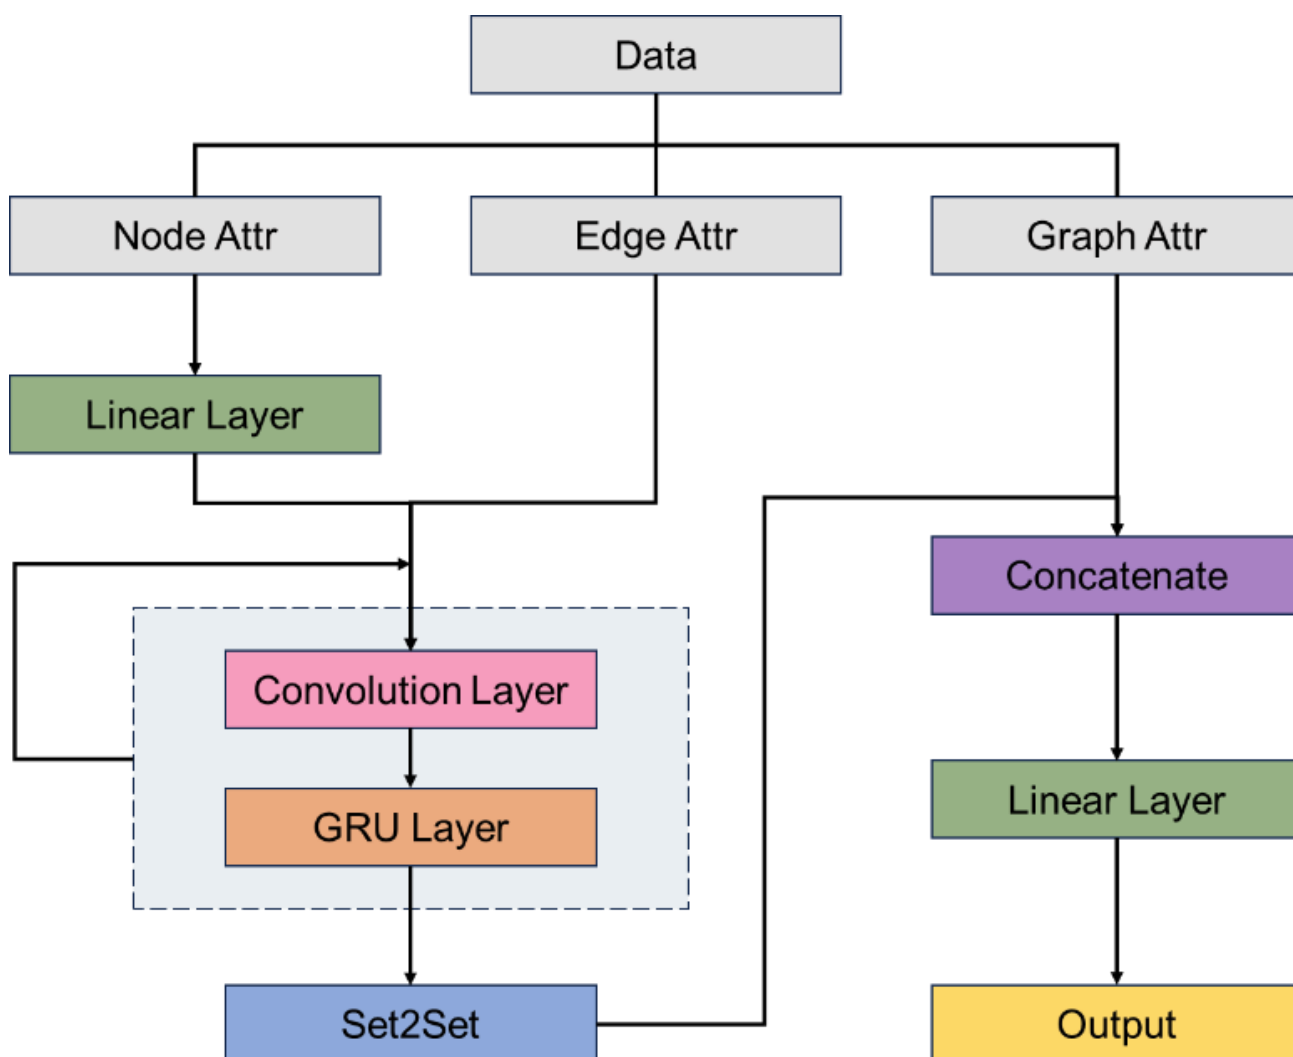 Data
Node Attr
Edge Attr
Graph Attr
Linear Layer
Convolution Layer
GRU Layer
Set2Set
Concatenate
Linear Layer
Output